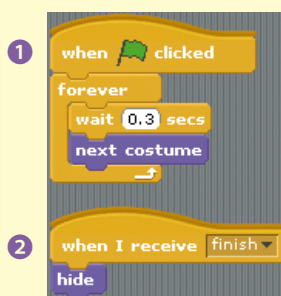 1
when clicked
forever
wait 0.3 secs
next costume
2
when I receive finish
hide